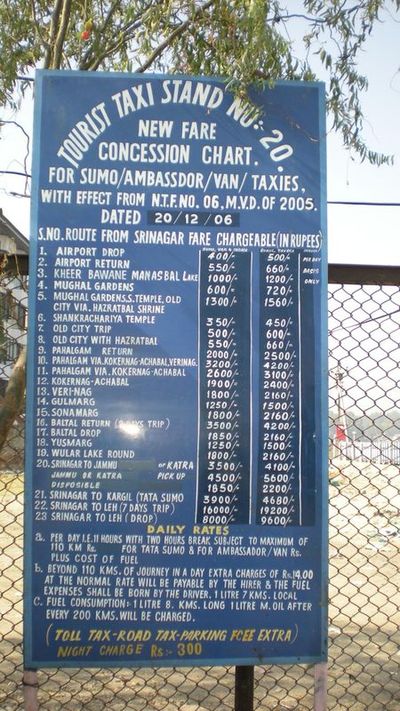 TOURIST TAXI STAND NO:- 20.
NEW FARE
CONCESSION CHART.
FOR SUMO/AMBASSDOR/VAN/TAXIES.
WITH EFFECT FROM N.T.F. NO. 06, M.V.D. OF 2005.
DATED 20/12/06
S.NO. ROUTE FROM SRINAGAR FARE CHARGEABLE (IN RUPEES)
1. AIRPORT DROP 400/- 500/- PER DAY
2. AIRPORT RETURN 550/- 660/- BASIS
3. KHEER BAWANE MANASBAL Lake 1000/- 1200/- ONLY
4. MUGHAL GARDENS 600/- 720/-
5. MUGHAL GARDENS, S.TEMPLE, OLD 1300/- 1560/-
CITY VIA. HAZRATBAL SHRINE
6. SHANKRACHARIYA TEMPLE 350/- 450/-
7. OLD CITY TRIP 500/- 600/-
8. OLD CITY WITH HAZRATBAL 550/- 660/-
9. PAHALGAM RETURN 2000/- 2500/-
10. PAHALGAM VIA. KOKERNAG-ACHABAL, VERINAG. 3200/- 4200/-
11. PAHALGAM VIA. KOKERNAG-ACHABAL 2600/- 3100/-
12. KOKERNAG-ACHABAL 1900/- 2400/-
13. VERI-NAG 1800/- 2160/-
14. GULMARG 1250/- 1500/-
15. SONAMARG 1800/- 2160/-
16. BALTAL RETURN (2 DAYS TRIP) 3500/- 4200/-
17. BALTAL DROP 1850/- 2160/-
18. YUSMARG 1250/- 1500/-
19. WULAR LAKE ROUND 1800/- 2160/-
20. SRINAGAR TO JAMMU or KATRA 3500/- 4100/-
JAMMU OR KATRA PICK UP 4500/- 5600/-
DISPOSIBLE 1850/- 2200/-
21. SRINAGAR TO KARGIL (TATA SUMO 3900/- 4680/-
22. SRINAGAR TO LEH (7 DAYS TRIP) 16000/- 19200/-
23 SRINAGAR TO LEH (DROP) 8000/- 9600/-
DAILY RATES
a. PER DAY I.E. 11 HOURS WITH TWO HOURS BREAK SUBJECT TO MAXIMUM OF
110 KM Rs. FOR TATA SUMO & FOR AMBASSADOR/VAN Rs.
PLUS COST OF FUEL
b. BEYOND 110 KMS. OF JOURNEY IN A DAY EXTRA CHARGES OF Rs. 14.00
AT THE NORMAL RATE WILL BE PAYABLE BY THE HIRER & THE FUEL
EXPENSES SHALL BE BORN BY THE DRIVER. 1 LITRE 7 KMS. LOCAL
C. FUEL CONSUMPTION:- 1 LITRE 8. KMS. LONG 1 LITRE M. OIL AFTER
EVERY 200 KMS. WILL BE CHARGED.
(TOLL TAX-ROAD TAX-PARKING FCEE EXTRA)
NIGHT CHARGE Rs:- 300